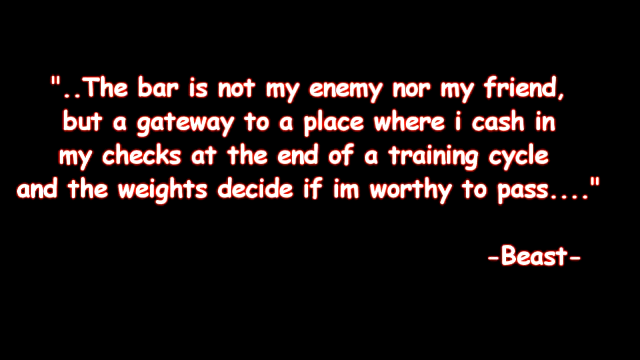 "..The bar is not my enemy nor my friend,
but a gateway to a place where i cash in
my checks at the end of a training cycle
and the weights decide if im worthy to pass...."
-Beast-